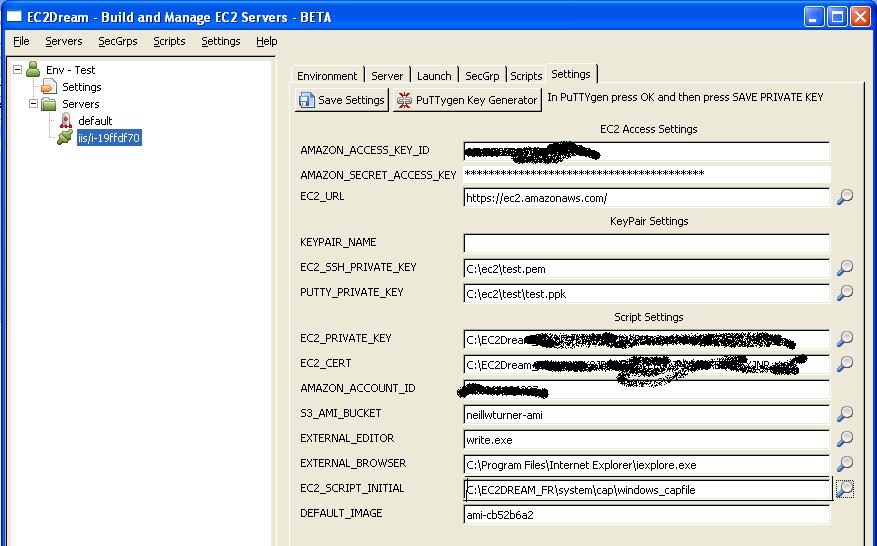 EC2Dream - Build and Manage EC2 Servers - BETA
File Servers SecGrps Scripts Settings Help
Env - Test
Settings
Servers
default
iis/i-19ffdf70
Environment Server Launch SecGrp Scripts Settings
Save Settings PuTTYgen Key Generator In PuTTYgen press OK and then press SAVE PRIVATE KEY
EC2 Access Settings
AMAZON_ACCESS_KEY_ID
AMAZON_SECRET_ACCESS_KEY ****************************************
EC2_URL https://ec2.amazonaws.com/
KeyPair Settings
KEYPAIR_NAME
EC2_SSH_PRIVATE_KEY C:\ec2\test.pem
PUTTY_PRIVATE_KEY C:\ec2\test\test.ppk
Script Settings
EC2_PRIVATE_KEY C:\EC2Drea
EC2_CERT C:\EC2Dream
AMAZON_ACCOUNT_ID
S3_AMI_BUCKET neillwturner-ami
EXTERNAL_EDITOR write.exe
EXTERNAL_BROWSER C:\Program Files\Internet Explorer\iexplore.exe
EC2_SCRIPT_INITIAL C:\EC2DREAM_FR\system\cap\windows_capfile
DEFAULT_IMAGE ami-cb52b6a2